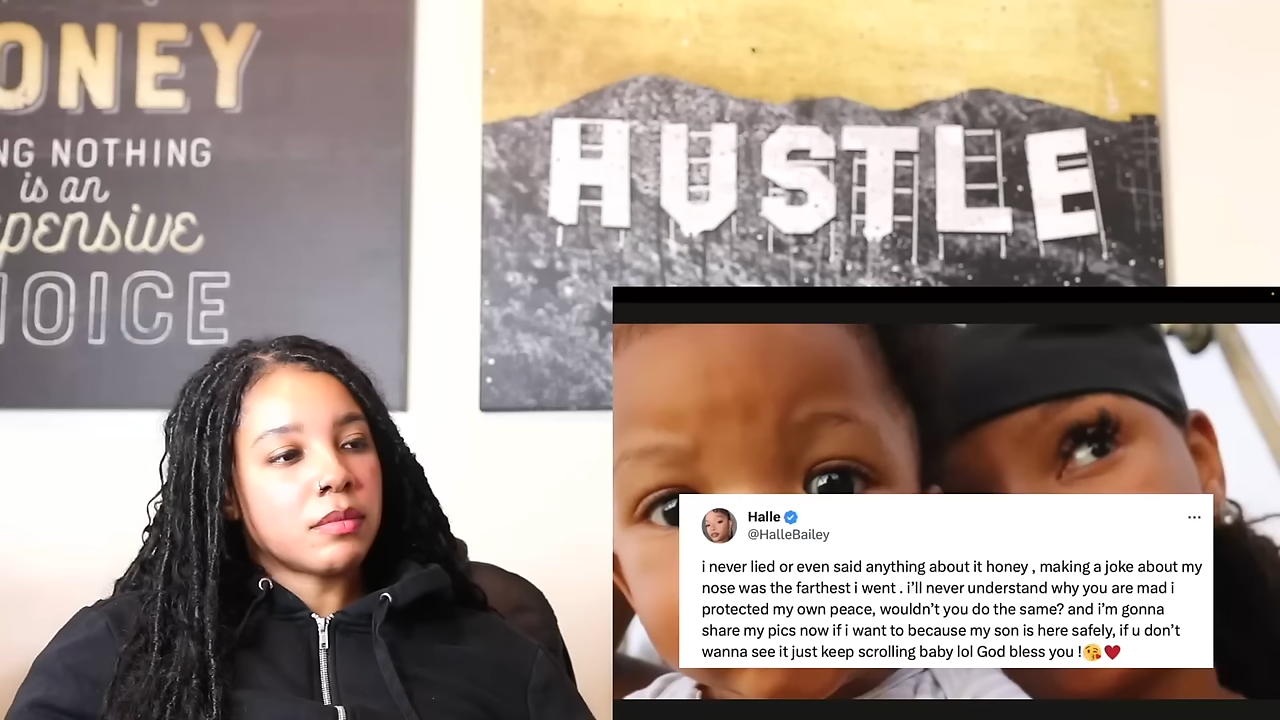 ONEY
NG NOTHING
is an
pensive
HOICE
HUSTLE
Halle
@HalleBailey
i never lied or even said anything about it honey , making a joke about my
nose was the farthest i went . i’ll never understand why you are mad i
protected my own peace, wouldn’t you do the same? and i’m gonna
share my pics now if i want to because my son is here safely, if u don’t
wanna see it just keep scrolling baby lol God bless you !😘♥️